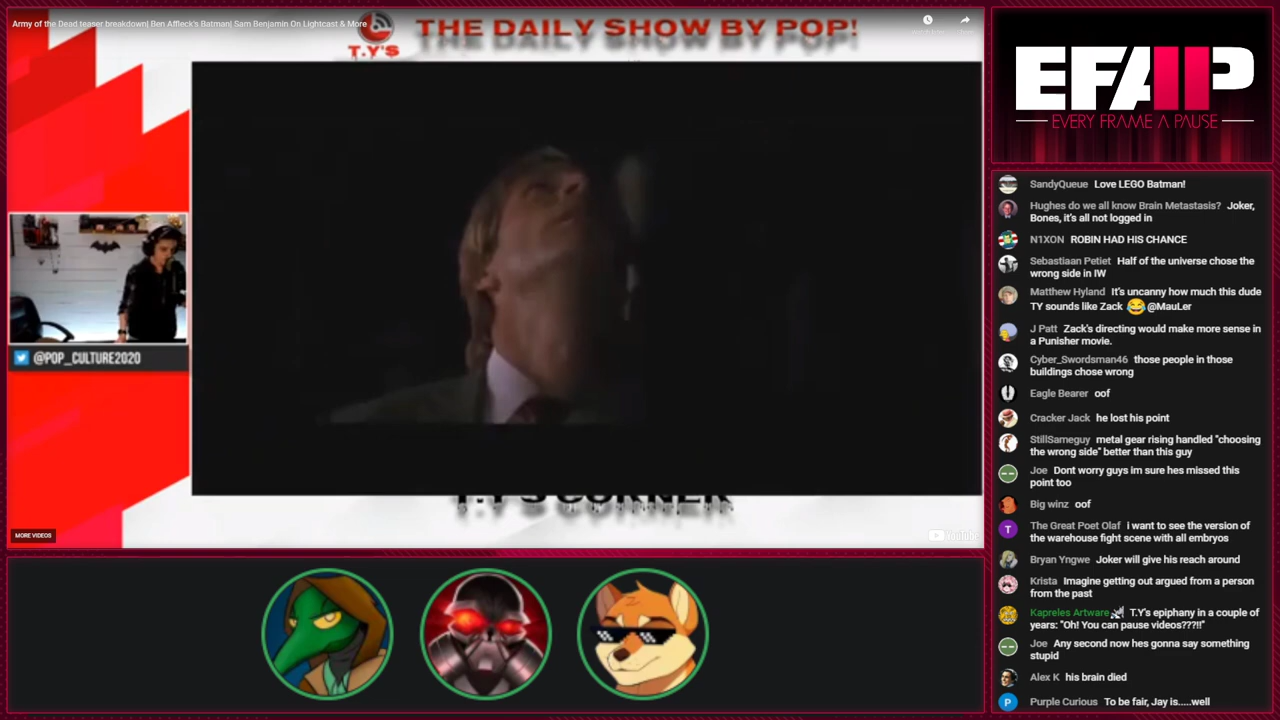 Army of the Dead teaser breakdown| Ben Affleck's Batman| Sam Benjamin On Lightcast & More
T.Y'S
THE DAILY SHOW BY POP!
@POP_CULTURE2020
T.Y'S CORNER
MORE VIDEOS
YouTube
EFAP
EVERY FRAME A PAUSE
SandyQueue Love LEGO Batman!
Hughes do we all know Brain Metastasis? Joker,
Bones, it's all not logged in
N1XON ROBIN HAD HIS CHANCE
Sebastiaan Petiet Half of the universe chose the
wrong side in IW
Matthew Hyland It's uncanny how much this dude
TY sounds like Zack 😂 @MauLer
J Patt Zack's directing would make more sense in
a Punisher movie.
Cyber_Swordsman46 those people in those
buildings chose wrong
Eagle Bearer oof
Cracker Jack he lost his point
StillSameguy metal gear rising handled "choosing
the wrong side" better than this guy
Joe Dont worry guys im sure hes missed this
point too
Big winz oof
T
The Great Poet Olaf i want to see the version of
the warehouse fight scene with all embryos
Bryan Yngwe Joker will give his reach around
Krista Imagine getting out argued from a person
from the past
Kapreles Artware T.Y's epiphany in a couple of
years: "Oh! You can pause videos???!!"
Joe Any second now hes gonna say something
stupid
Alex K his brain died
P
Purple Curious To be fair, Jay is.....well